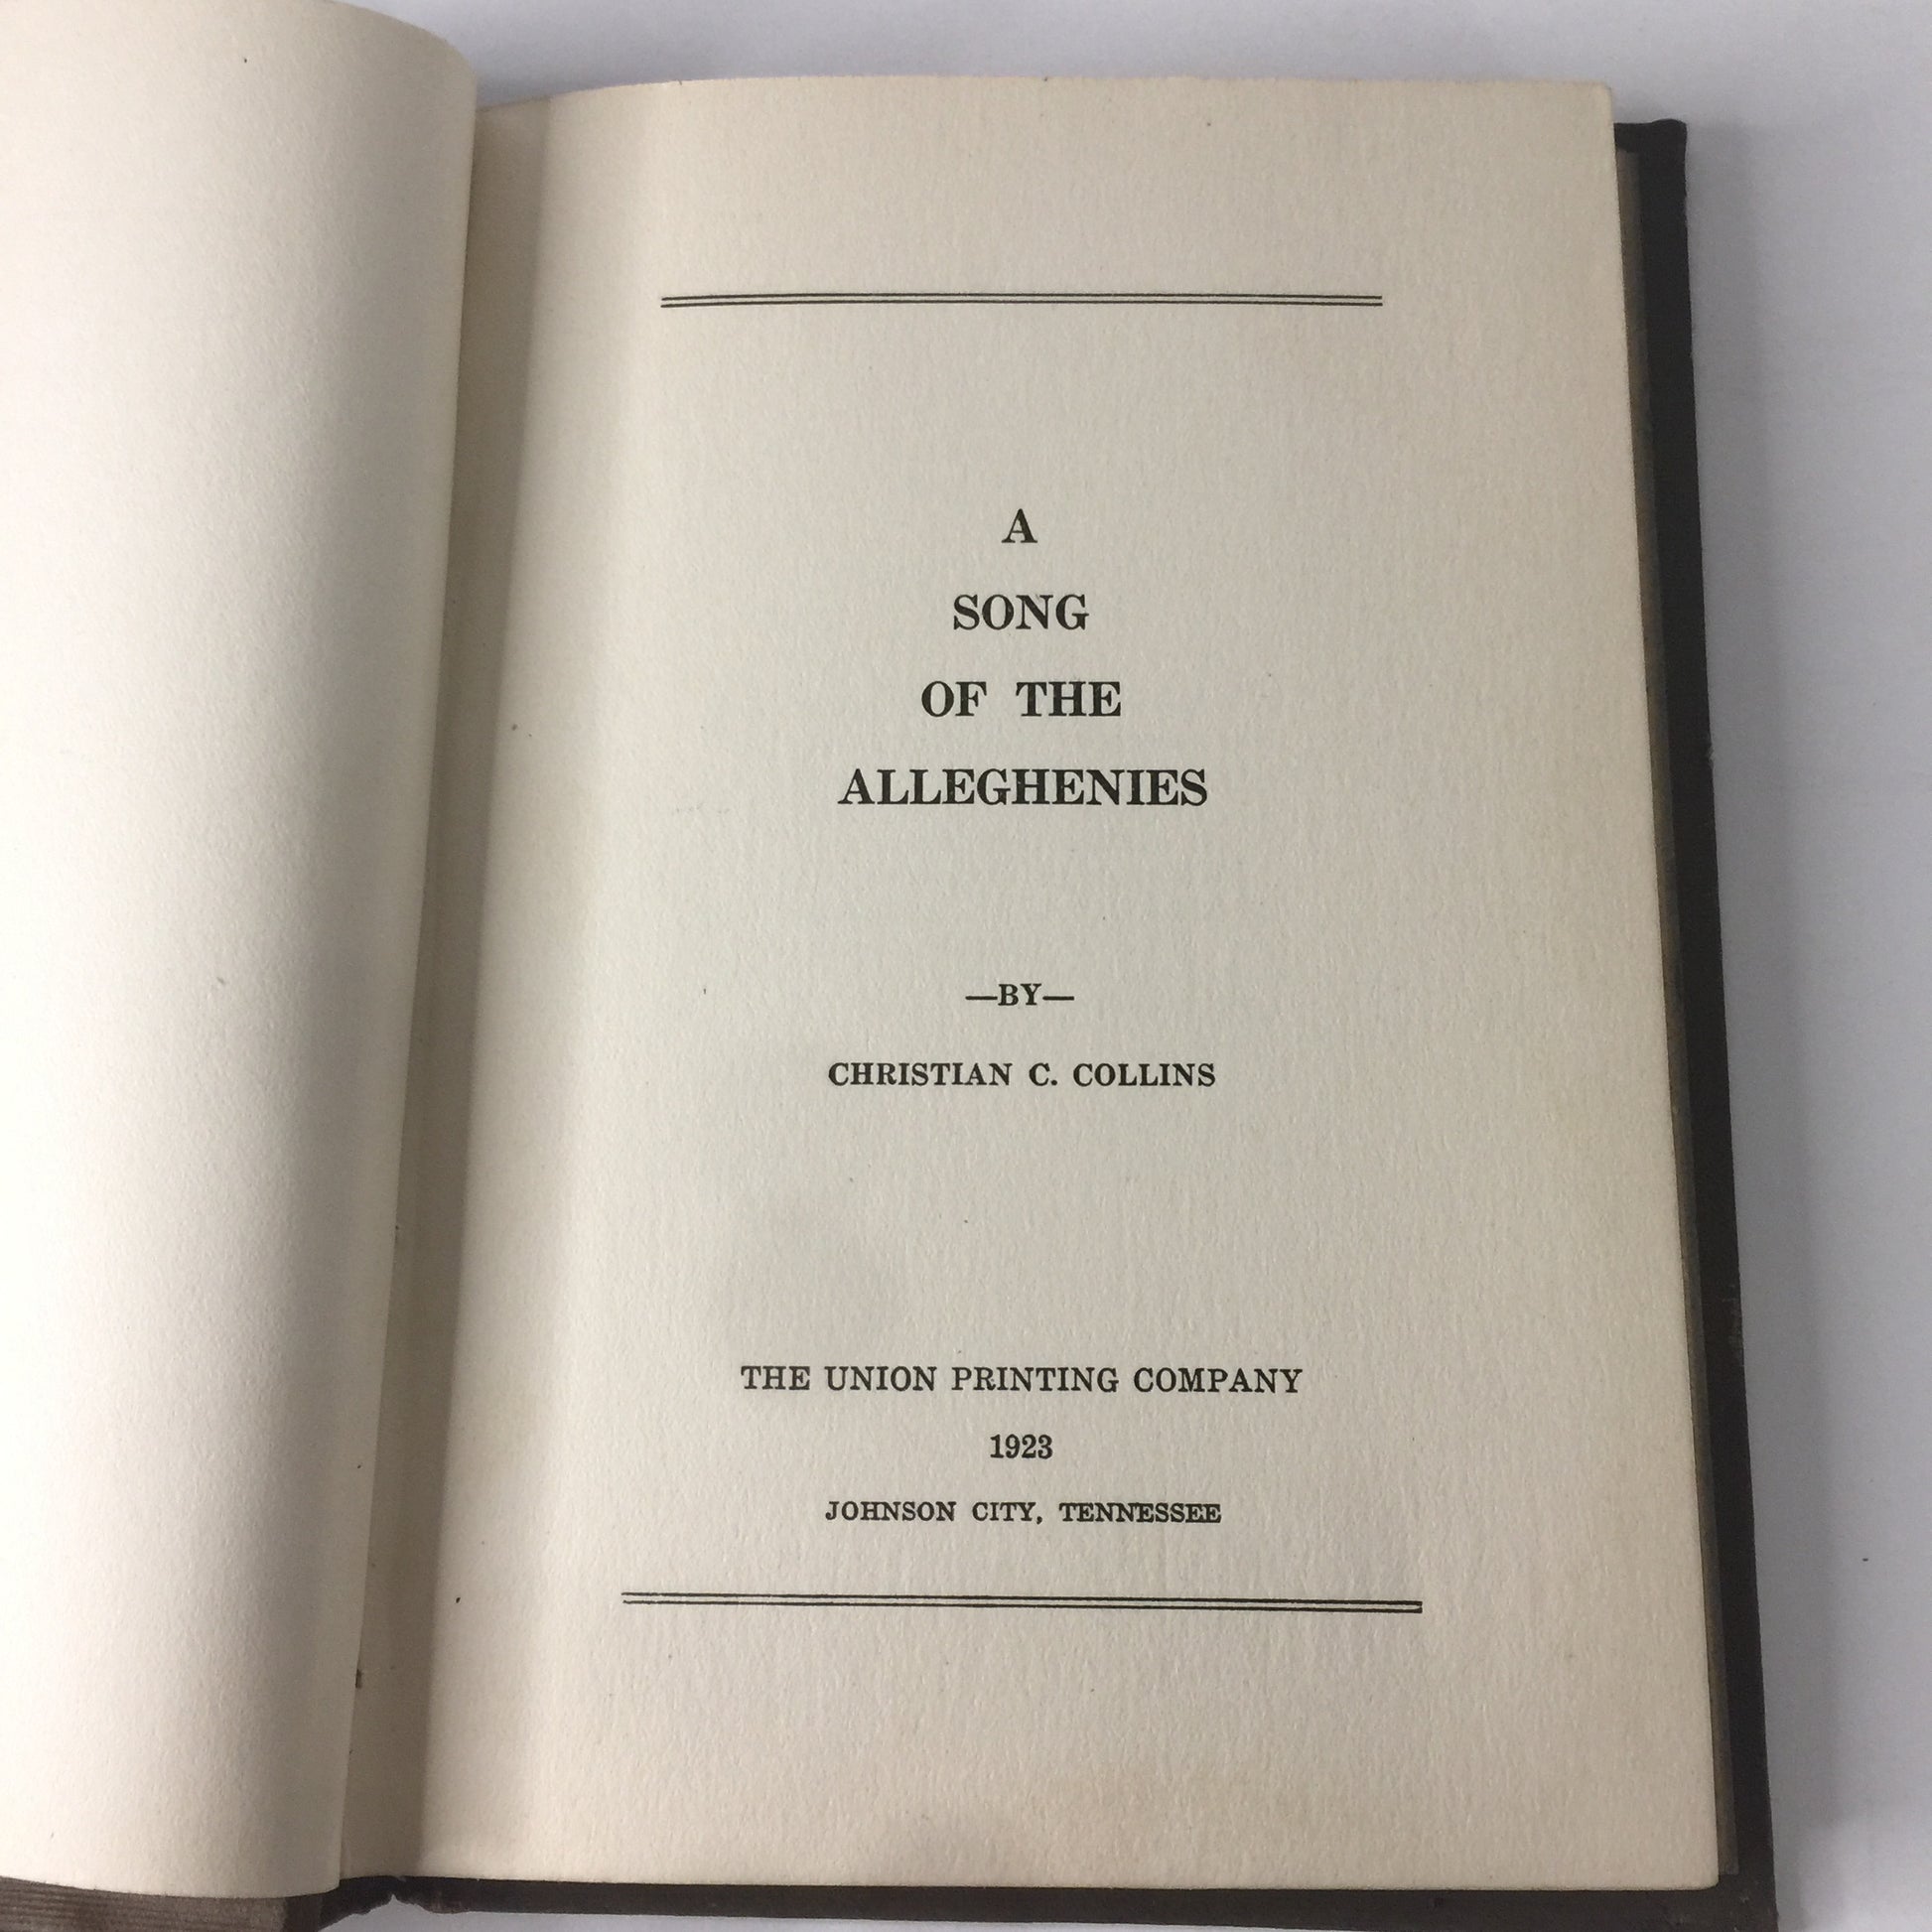 A
SONG
OF THE
ALLEGHENIES
—BY—
CHRISTIAN C. COLLINS
THE UNION PRINTING COMPANY
1923
JOHNSON CITY, TENNESSEE